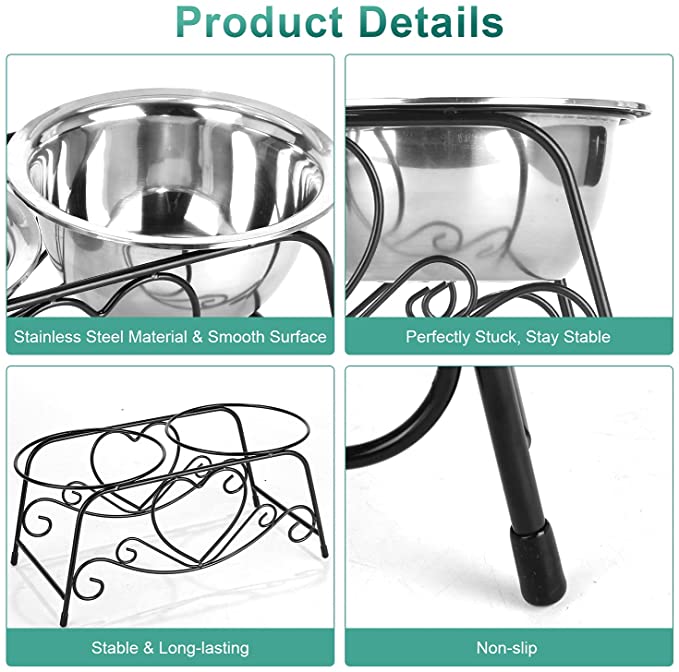 Product Details
Stainless Steel Material & Smooth Surface
Perfectly Stuck, Stay Stable
Stable & Long-lasting
Non-slip